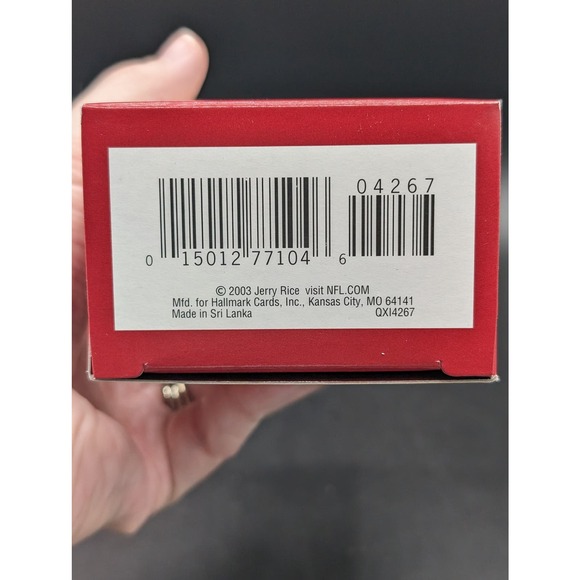 04267
0 15012 77104 6
© 2003 Jerry Rice visit NFL.COM
Mfd. for Hallmark Cards, Inc., Kansas City, MO 64141
Made in Sri Lanka QXI4267